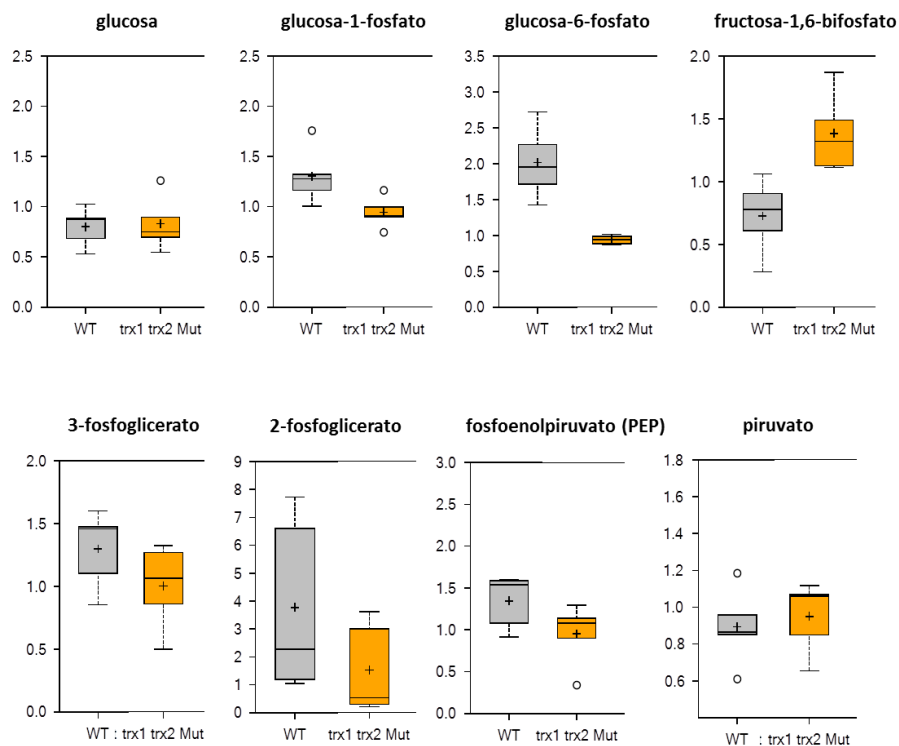 glucosa
glucosa-1-fosfato
glucosa-6-fosfato
fructosa-1,6-bifosfato
2.5
2.0
1.5
1.0
0.5
0.0
WT
trx1 trx2 Mut
2.5
2.0
1.5
1.0
0.5
0.0
WT
trx1 trx2 Mut
3.5
3.0
2.5
2.0
1.5
1.0
0.5
0.0
WT
trx1 trx2 Mut
2.0
1.5
1.0
0.5
0.0
WT
trx1 trx2 Mut
3-fosfoglicerato
2-fosfoglicerato
fosfoenolpiruvato (PEP)
piruvato
2.0
1.5
1.0
0.5
0.0
WT : trx1 trx2 Mut
9
8
7
6
5
4
3
2
1
0
WT
trx1 trx2 Mut
3.0
2.5
2.0
1.5
1.0
0.5
0.0
WT
trx1 trx2 Mut
1.8
1.6
1.4
1.2
1.0
0.8
0.6
WT : trx1 trx2 Mut